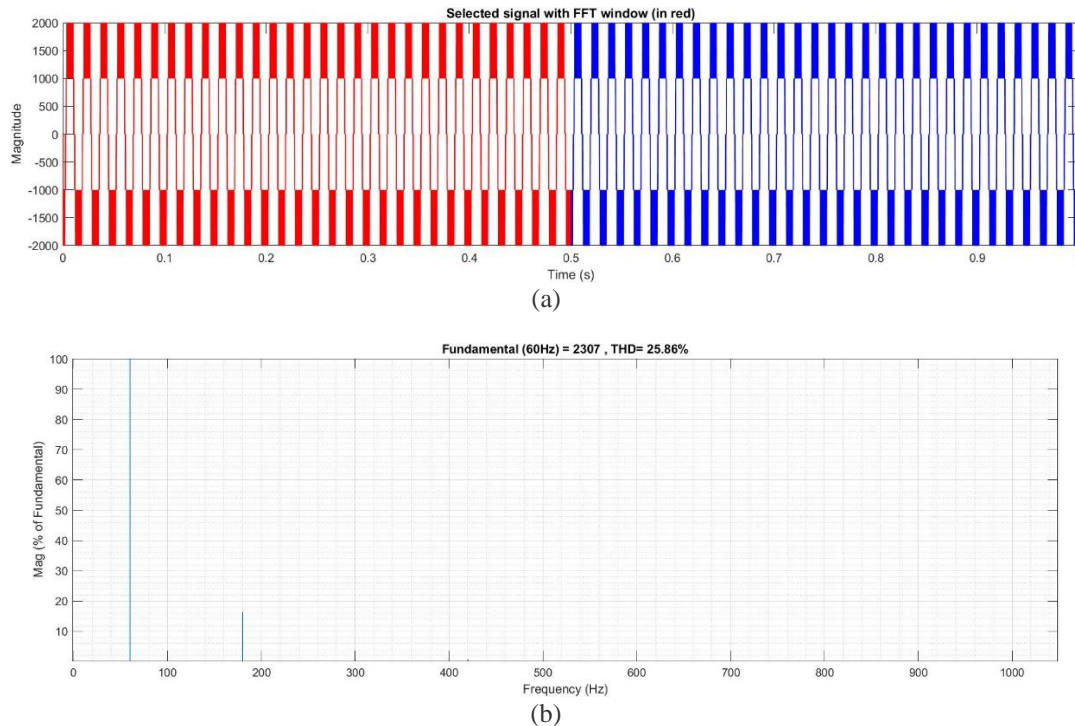 Selected signal with FFT window (in red)
2000
1500
1000
500
0
-500
-1000
-1500
-2000
Magnitude
0 0.1 0.2 0.3 0.4 0.5 0.6 0.7 0.8 0.9
Time (s)
(a)
Fundamental (60Hz) = 2307 , THD= 25.86%
100
90
80
70
60
50
40
30
20
10
Mag (% of Fundamental)
0 100 200 300 400 500 600 700 800 900 1000
Frequency (Hz)
(b)